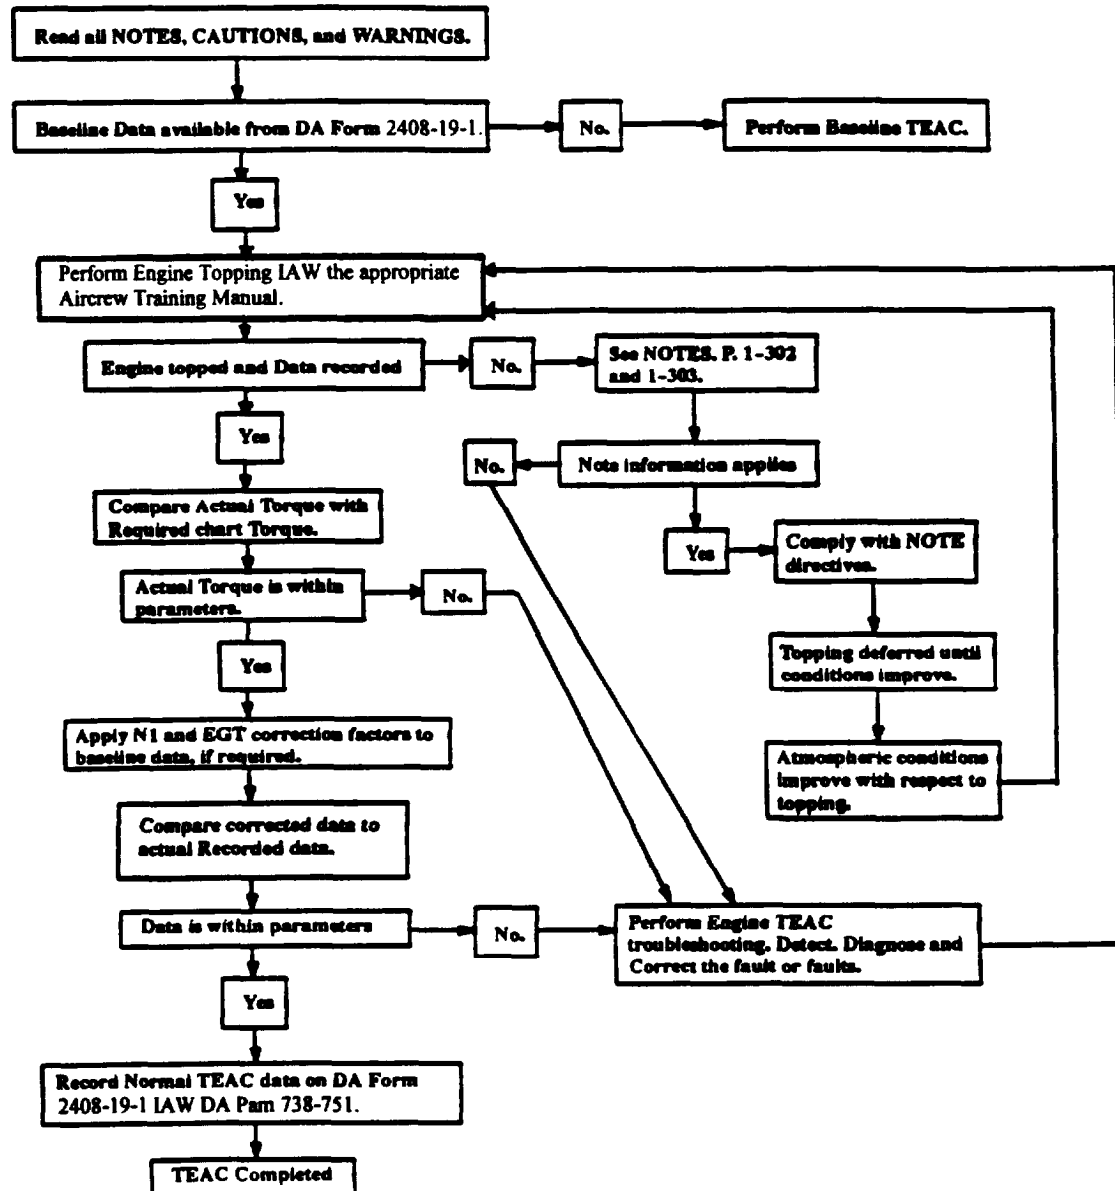 Read all NOTES, CAUTIONS, and WARNINGS.
Baseline Data available from DA Form 2408-19-1.
No.
Perform Baseline TEAC.
Yes
Perform Engine Topping IAW the appropriate
Aircrew Training Manual.
Engine topped and Data recorded
No.
See NOTES. P. 1-302
and 1-303.
Yes
No.
Note information applies
Compare Actual Torque with
Required chart Torque.
Yes
Comply with NOTE
directives.
Actual Torque is within
parameters.
No.
Topping deferred until
conditions improve.
Yes
Apply N1 and EGT correction factors to
baseline data, if required.
Atmospheric conditions
improve with respect to
topping.
Compare corrected data to
actual Recorded data.
Data is within parameters
No.
Perform Engine TEAC
troubleshooting. Detect. Diagnose and
Correct the fault or faults.
Yes
Record Normal TEAC data on DA Form
2408-19-1 IAW DA Pam 738-751.
TEAC Completed